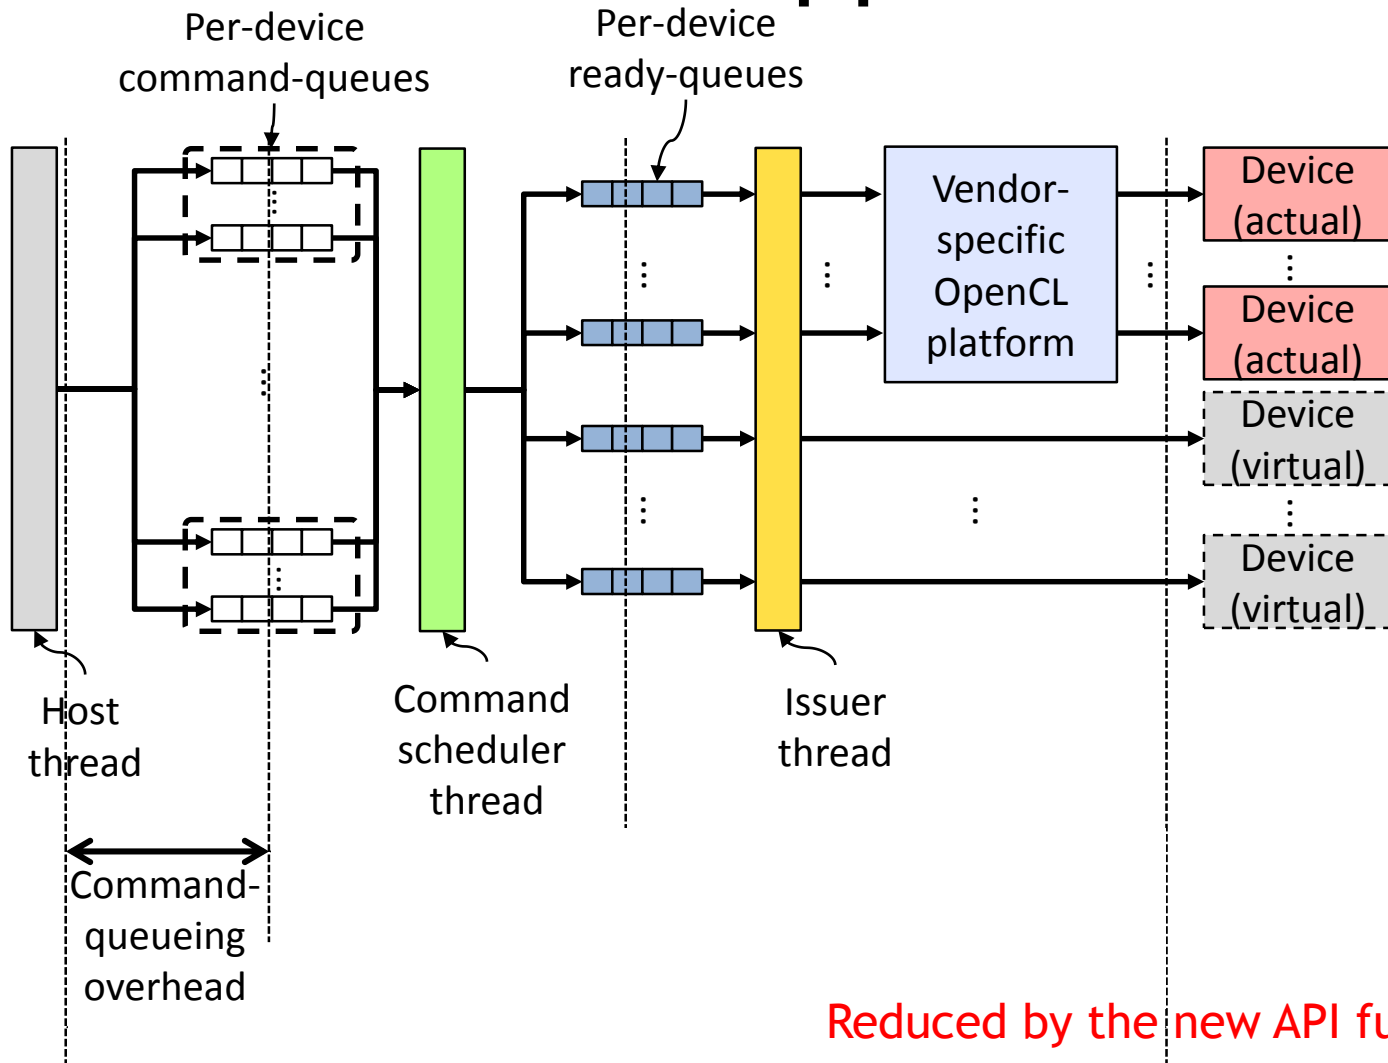 Per-device
command-queues
Per-device
ready-queues
Vendor-
specific
OpenCL
platform
Device
(actual)
Device
(actual)
Device
(virtual)
Device
(virtual)
Host
thread
Command
scheduler
thread
Issuer
thread
Command-
queueing
overhead
Reduced by the new API